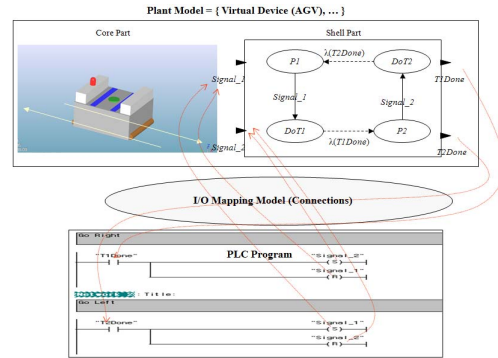 Plant Model = { Virtual Device (AGV), … }
Core Part
Shell Part
P1
λ(T2Done)
DoT2
Signal_1
T1Done
Signal_1
Signal_2
Signal_2
DoT1
λ(T1Done)
P2
T2Done
I/O Mapping Model (Connections)
Go Right
PLC Program
"T1Done"
"Signal_2"
(S)
"Signal_1"
(R)
: Title:
Go Left
"T2Done"
"Signal_1"
(S)
"Signal_2"
(R)